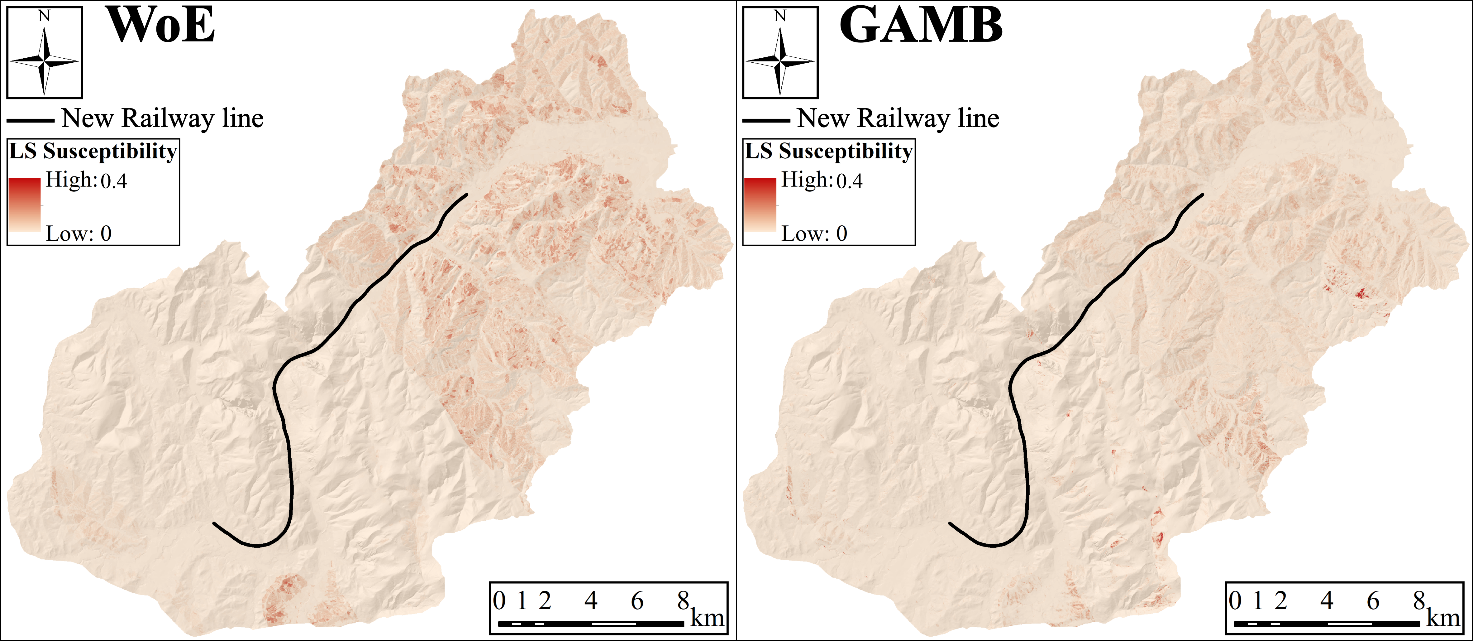 N
WoE
New Railway line
LS Susceptibility
High: 0.4
Low: 0
0 1 2 4 6 8
km
N
GAMB
New Railway line
LS Susceptibility
High: 0.4
Low: 0
0 1 2 4 6 8
km